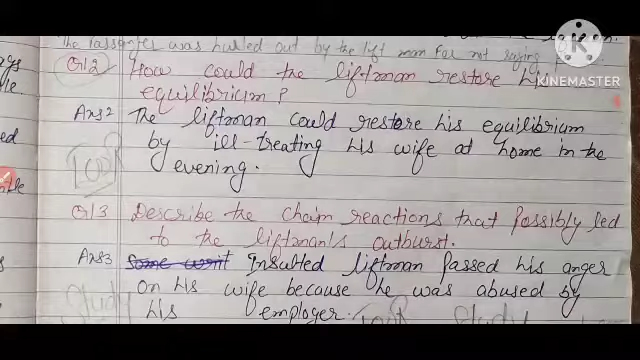 The Passenger was hurled out by the lift man for not saying
Q12 How could the liftman restore his
equilibrium?
Ans2 The liftman could restore his equilibrium
by ill-treating his wife at home in the
evening.
Q13 Describe the chain reactions that possibly led
to the liftman's outburst.
Ans3 Insulted liftman passed his anger
on his wife because he was abused by
his employer.
KINEMASTER